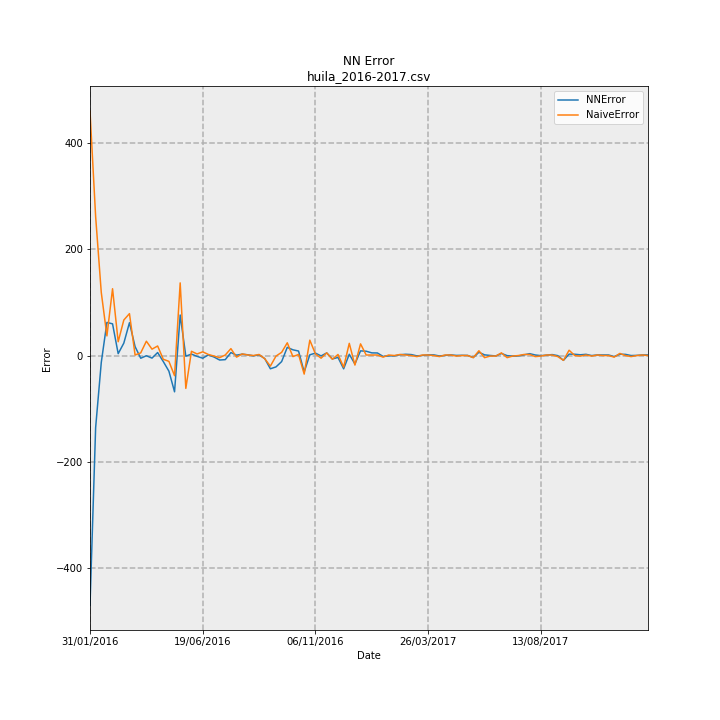 NN Error
huila_2016-2017.csv
NNError
NaiveError
400
200
0
−200
−400
Error
31/01/2016 19/06/2016 06/11/2016 26/03/2017 13/08/2017
Date